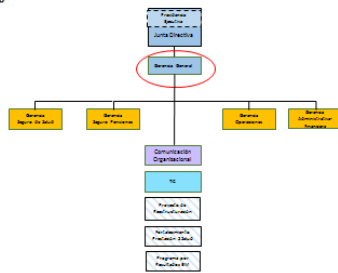 Presidencia
Ejecutiva
Junta Directiva
Gerencia General
Gerencia
Seguro de Salud
Gerencia
Seguro Pensiones
Gerencia
Operaciones
Gerencia
Administrativa
Financiera
Comunicación
Organizacional
TIC
Proceso de
Reestructuración
Fortalecimiento
Prestación Salud
Programa por
Resultados BM